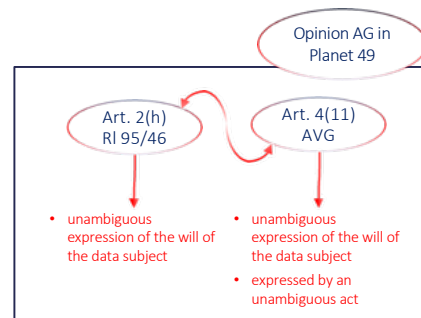 Opinion AG in
Planet 49
Art. 2(h)
Rl 95/46
Art. 4(11)
AVG
• unambiguous
expression of the will of
the data subject
• unambiguous
expression of the will of
the data subject
• expressed by an
unambiguous act